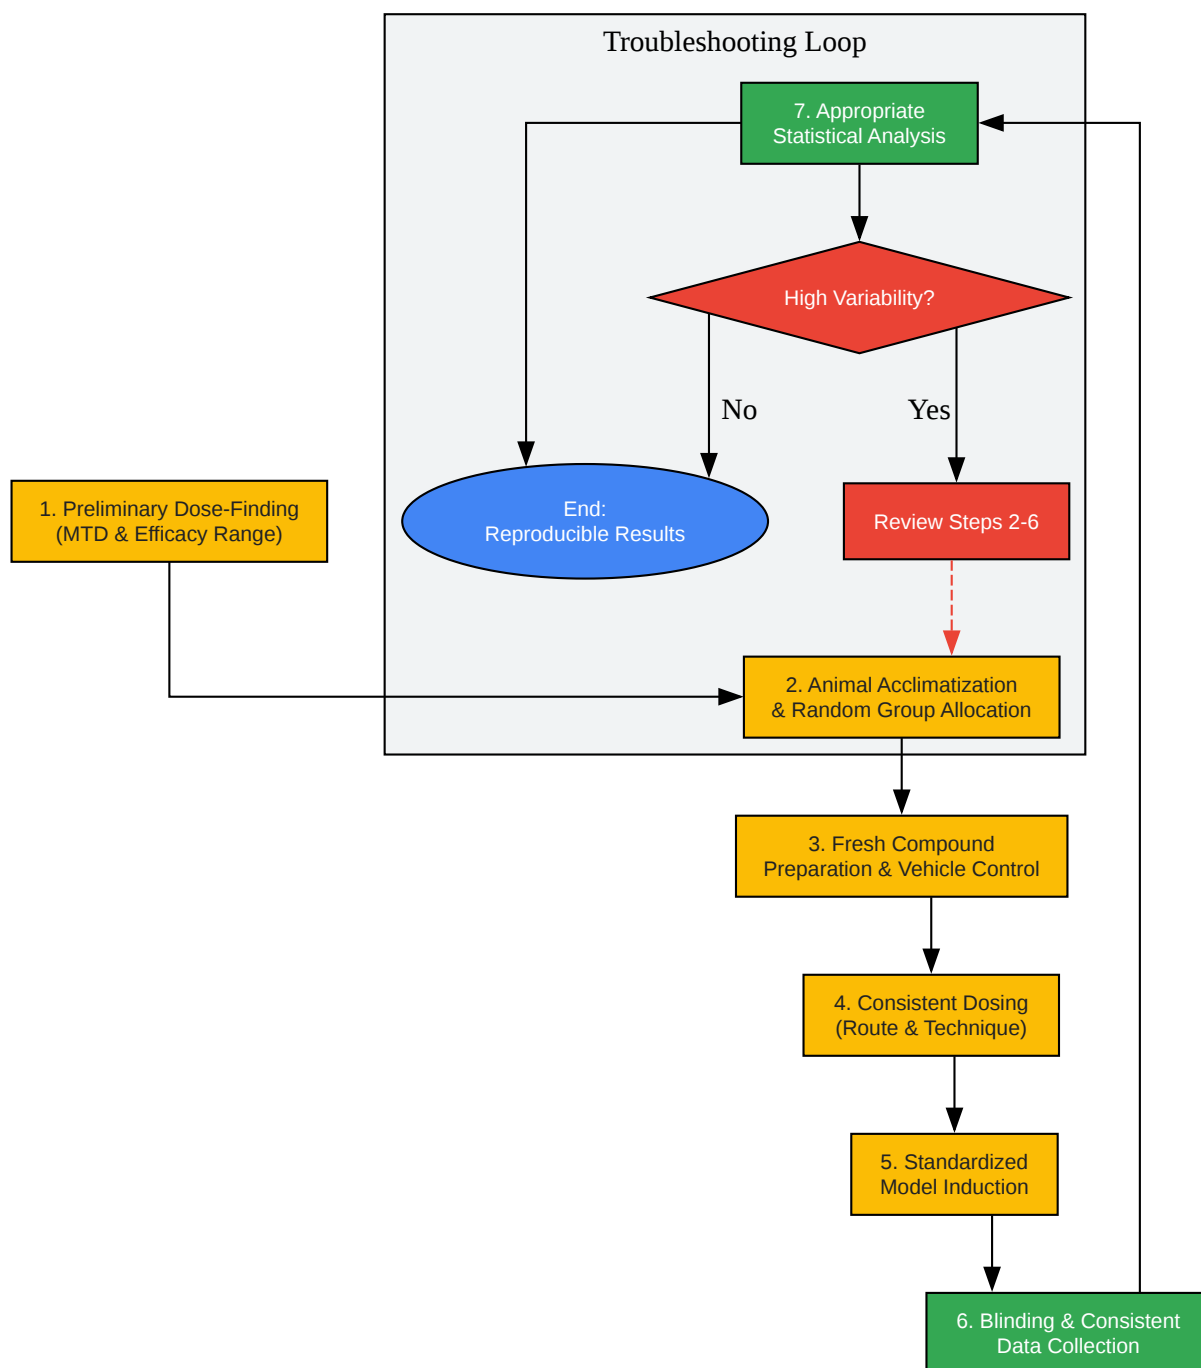 Troubleshooting Loop
7. Appropriate
Statistical Analysis
High Variability?
No
Yes
1. Preliminary Dose-Finding
(MTD & Efficacy Range)
End:
Reproducible Results
Review Steps 2-6
2. Animal Acclimatization
& Random Group Allocation
3. Fresh Compound
Preparation & Vehicle Control
4. Consistent Dosing
(Route & Technique)
5. Standardized
Model Induction
6. Blinding & Consistent
Data Collection